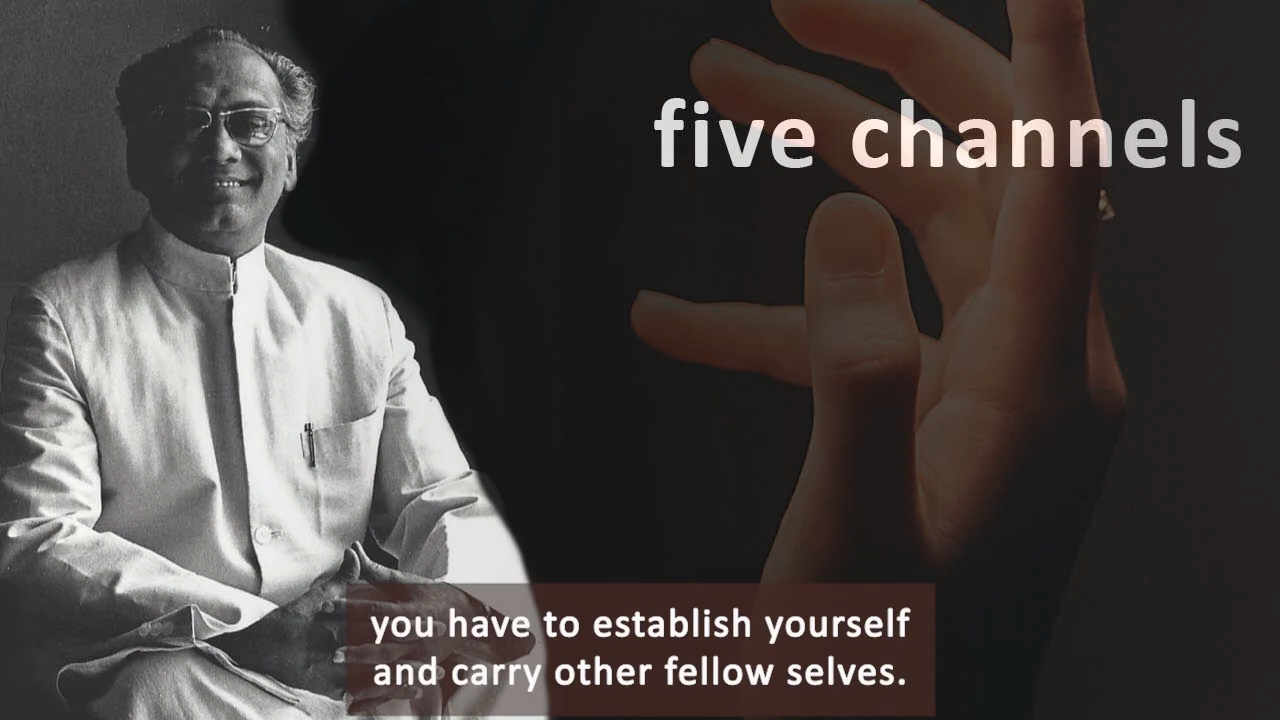 five channels
you have to establish yourself
and carry other fellow selves.